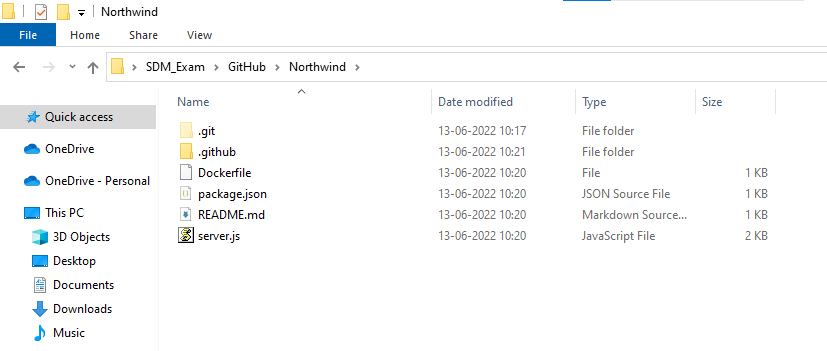 Northwind
File Home Share View
SDM_Exam GitHub Northwind
Name Date modified Type Size
Quick access
OneDrive
OneDrive - Personal
This PC
3D Objects
Desktop
Documents
Downloads
Music
.git 13-06-2022 10:17 File folder
.github 13-06-2022 10:21 File folder
Dockerfile 13-06-2022 10:20 File 1 KB
package.json 13-06-2022 10:20 JSON Source File 1 KB
README.md 13-06-2022 10:20 Markdown Source... 1 KB
server.js 13-06-2022 10:20 JavaScript File 2 KB